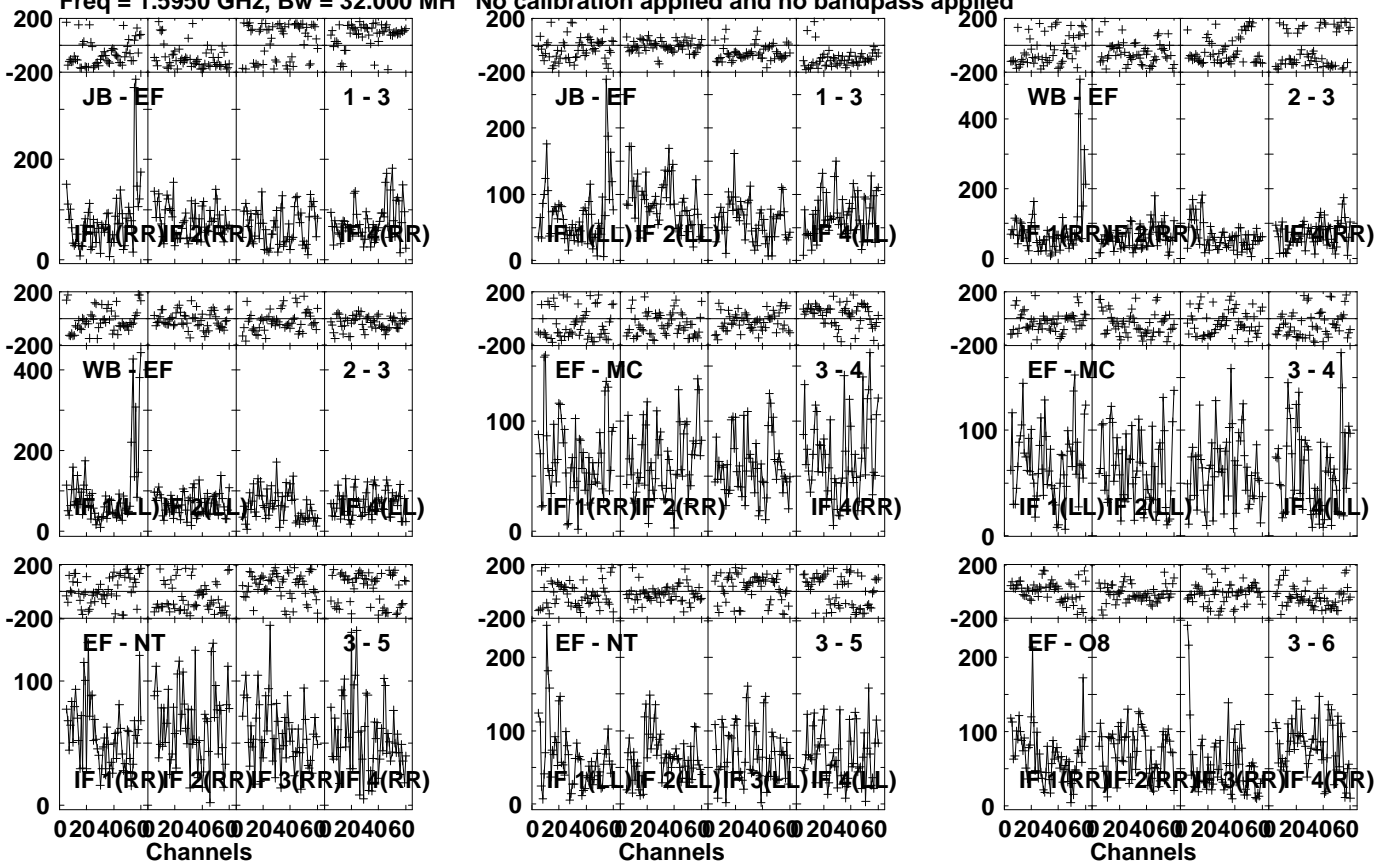 Freq = 1.5950 GHz, Bw = 32.000 MH No calibration applied and no bandpass applied
200
-200
JB - EF 1 - 3
200
0
IF 1(RR) IF 2(RR) IF 4(RR)
JB - EF 1 - 3
200
100
0
IF 1(LL) IF 2(LL) IF 4(LL)
200
-200
WB - EF 2 - 3
400
200
0
IF 1(RR) IF 2(RR) IF 4(RR)
200
-200
WB - EF 2 - 3
400
200
0
IF 1(LL) IF 2(LL) IF 4(LL)
200
-200
EF - MC 3 - 4
100
0
IF 1(RR) IF 2(RR) IF 4(RR)
200
-200
EF - MC 3 - 4
100
0
IF 1(LL) IF 2(LL) IF 4(LL)
200
-200
EF - NT 3 - 5
100
0
IF 1(RR) IF 2(RR) IF 3(RR) IF 4(RR)
0 20 40 60 0 20 40 60 0 20 40 60 0 20 40 60
Channels
200
-200
EF - NT 3 - 5
200
100
0
IF 1(LL) IF 2(LL) IF 3(LL) IF 4(LL)
0 20 40 60 0 20 40 60 0 20 40 60 0 20 40 60
Channels
200
-200
EF - O8 3 - 6
200
100
0
IF 1(RR) IF 2(RR) IF 3(RR) IF 4(RR)
0 20 40 60 0 20 40 60 0 20 40 60 0 20 40 60
Channels